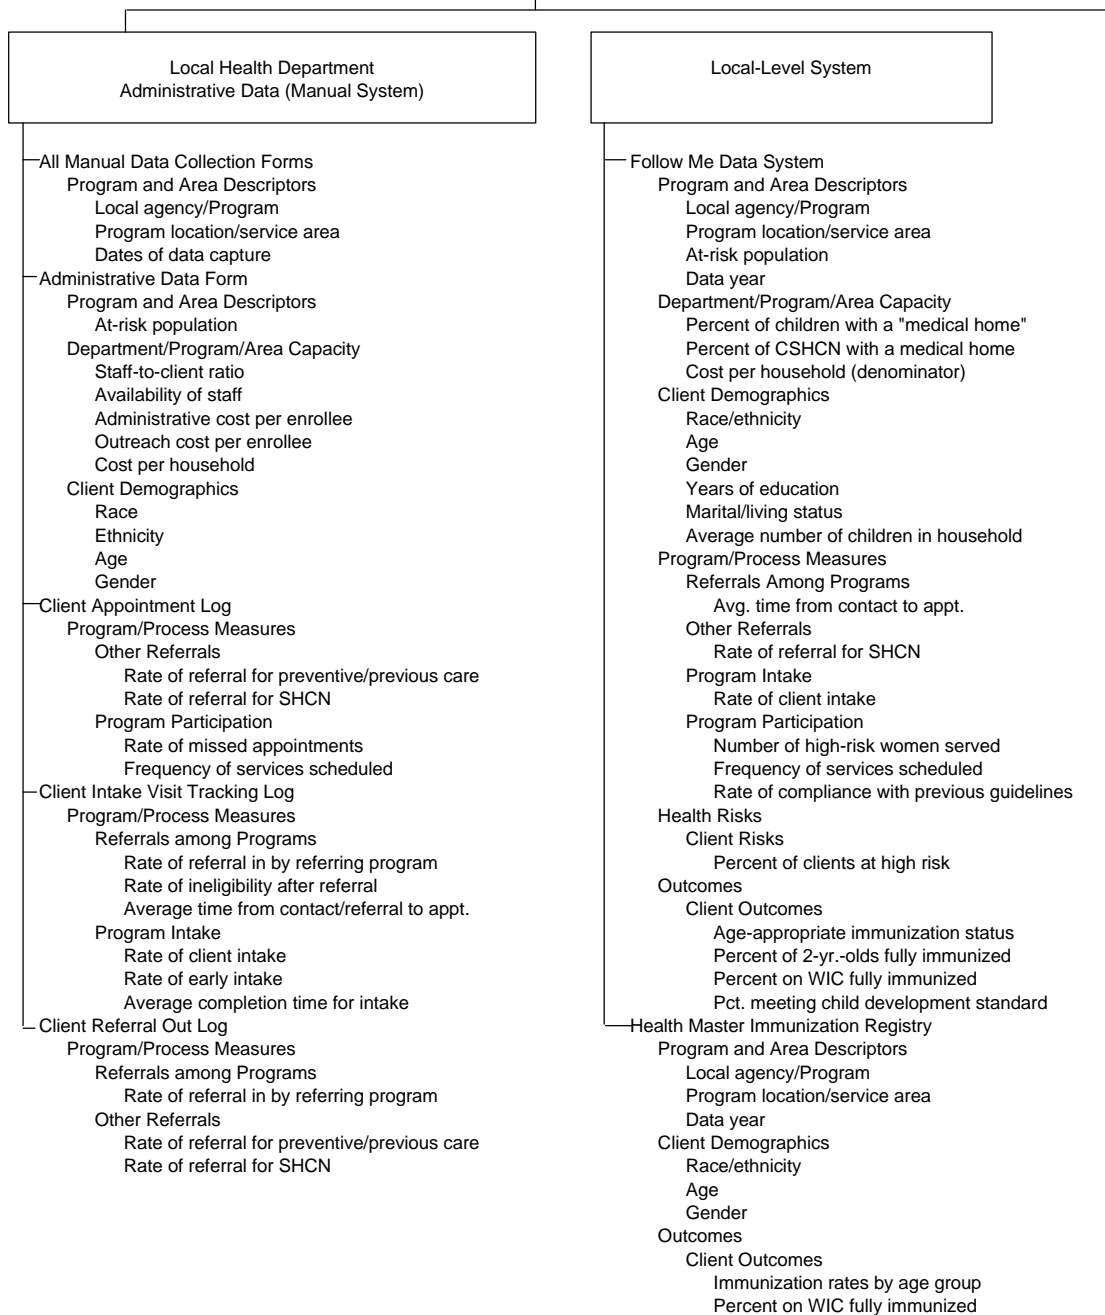 Local Health Department
Administrative Data (Manual System)
All Manual Data Collection Forms
Program and Area Descriptors
Local agency/Program
Program location/service area
Dates of data capture
Administrative Data Form
Program and Area Descriptors
At-risk population
Department/Program/Area Capacity
Staff-to-client ratio
Availability of staff
Administrative cost per enrollee
Outreach cost per enrollee
Cost per household
Client Demographics
Race
Ethnicity
Age
Gender
Client Appointment Log
Program/Process Measures
Other Referrals
Rate of referral for preventive/previous care
Rate of referral for SHCN
Program Participation
Rate of missed appointments
Frequency of services scheduled
Client Intake Visit Tracking Log
Program/Process Measures
Referrals among Programs
Rate of referral in by referring program
Rate of ineligibility after referral
Average time from contact/referral to appt.
Program Intake
Rate of client intake
Rate of early intake
Average completion time for intake
Client Referral Out Log
Program/Process Measures
Referrals among Programs
Rate of referral in by referring program
Other Referrals
Rate of referral for preventive/previous care
Rate of referral for SHCN
Local-Level System
Follow Me Data System
Program and Area Descriptors
Local agency/Program
Program location/service area
At-risk population
Data year
Department/Program/Area Capacity
Percent of children with a "medical home"
Percent of CSHCN with a medical home
Cost per household (denominator)
Client Demographics
Race/ethnicity
Age
Gender
Years of education
Marital/living status
Average number of children in household
Program/Process Measures
Referrals Among Programs
Avg. time from contact to appt.
Other Referrals
Rate of referral for SHCN
Program Intake
Rate of client intake
Program Participation
Number of high-risk women served
Frequency of services scheduled
Rate of compliance with previous guidelines
Health Risks
Client Risks
Percent of clients at high risk
Outcomes
Client Outcomes
Age-appropriate immunization status
Percent of 2-yr.-olds fully immunized
Percent on WIC fully immunized
Pct. meeting child development standard
Health Master Immunization Registry
Program and Area Descriptors
Local agency/Program
Program location/service area
Data year
Client Demographics
Race/ethnicity
Age
Gender
Outcomes
Client Outcomes
Immunization rates by age group
Percent on WIC fully immunized